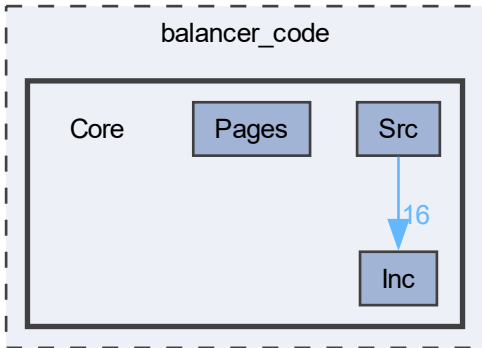 balancer_code
Core
Pages
Src
16
Inc